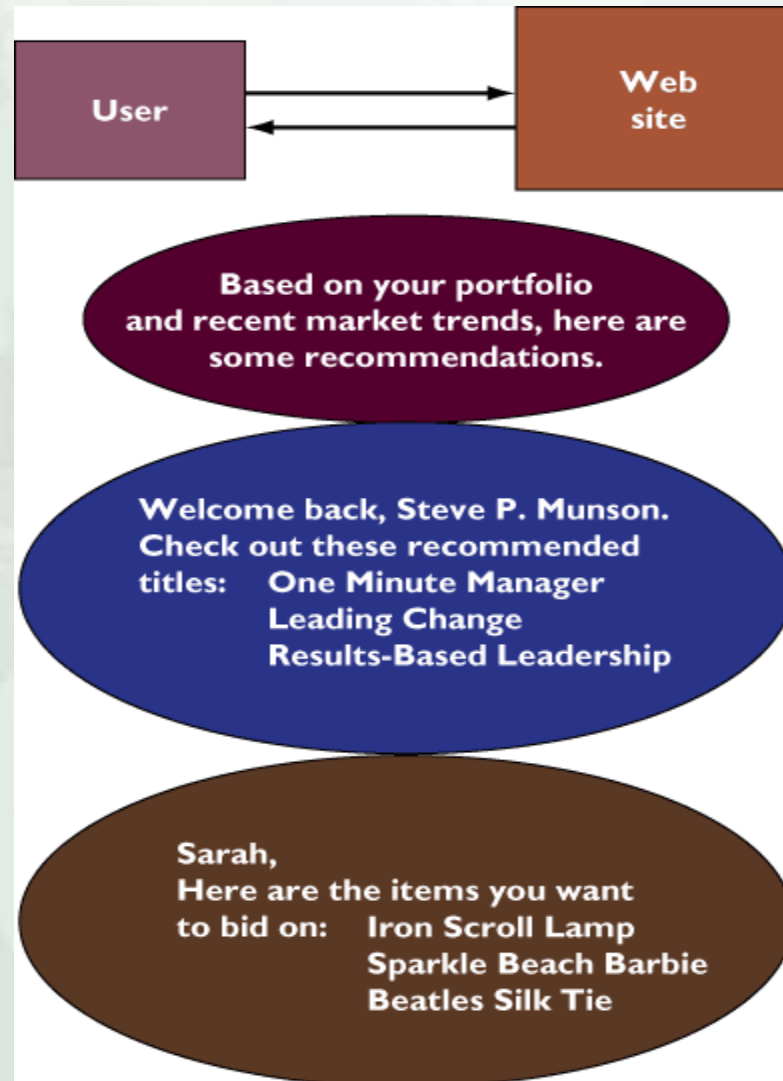 User
Web
site
Based on your portfolio
and recent market trends, here are
some recommendations.
Welcome back, Steve P. Munson.
Check out these recommended
titles: One Minute Manager
Leading Change
Results-Based Leadership
Sarah,
Here are the items you want
to bid on: Iron Scroll Lamp
Sparkle Beach Barbie
Beatles Silk Tie